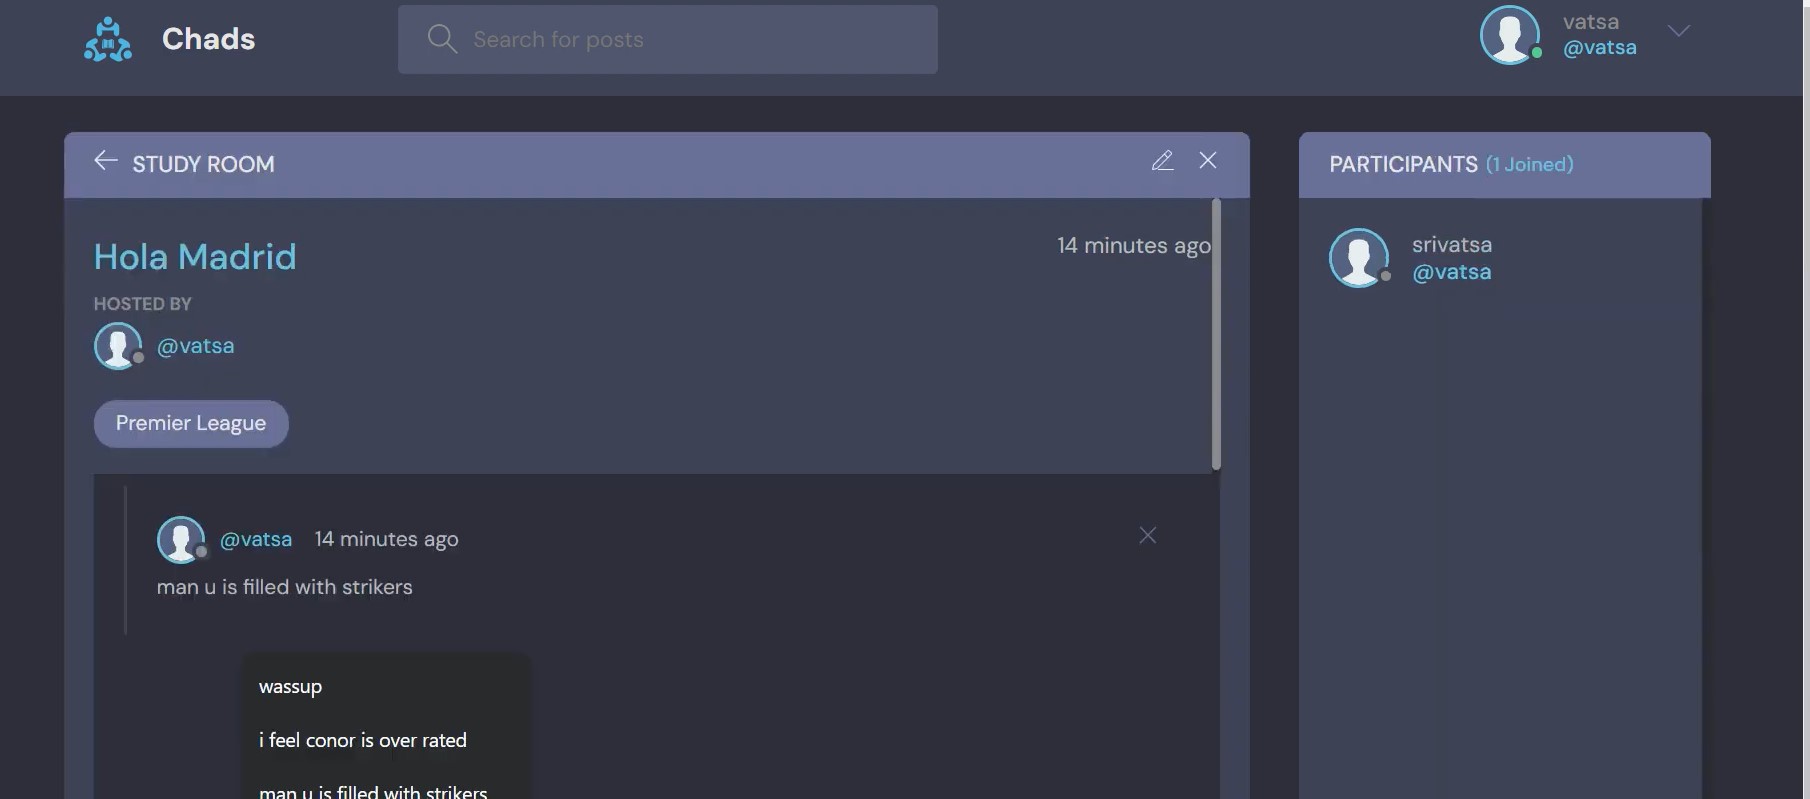 Chads
Search for posts
vatsa
@vatsa
STUDY ROOM
Hola Madrid
14 minutes ago
HOSTED BY
@vatsa
Premier League
@vatsa 14 minutes ago
man u is filled with strikers
wassup
i feel conor is over rated
man u is filled with strikers
PARTICIPANTS (1 Joined)
srivatsa
@vatsa